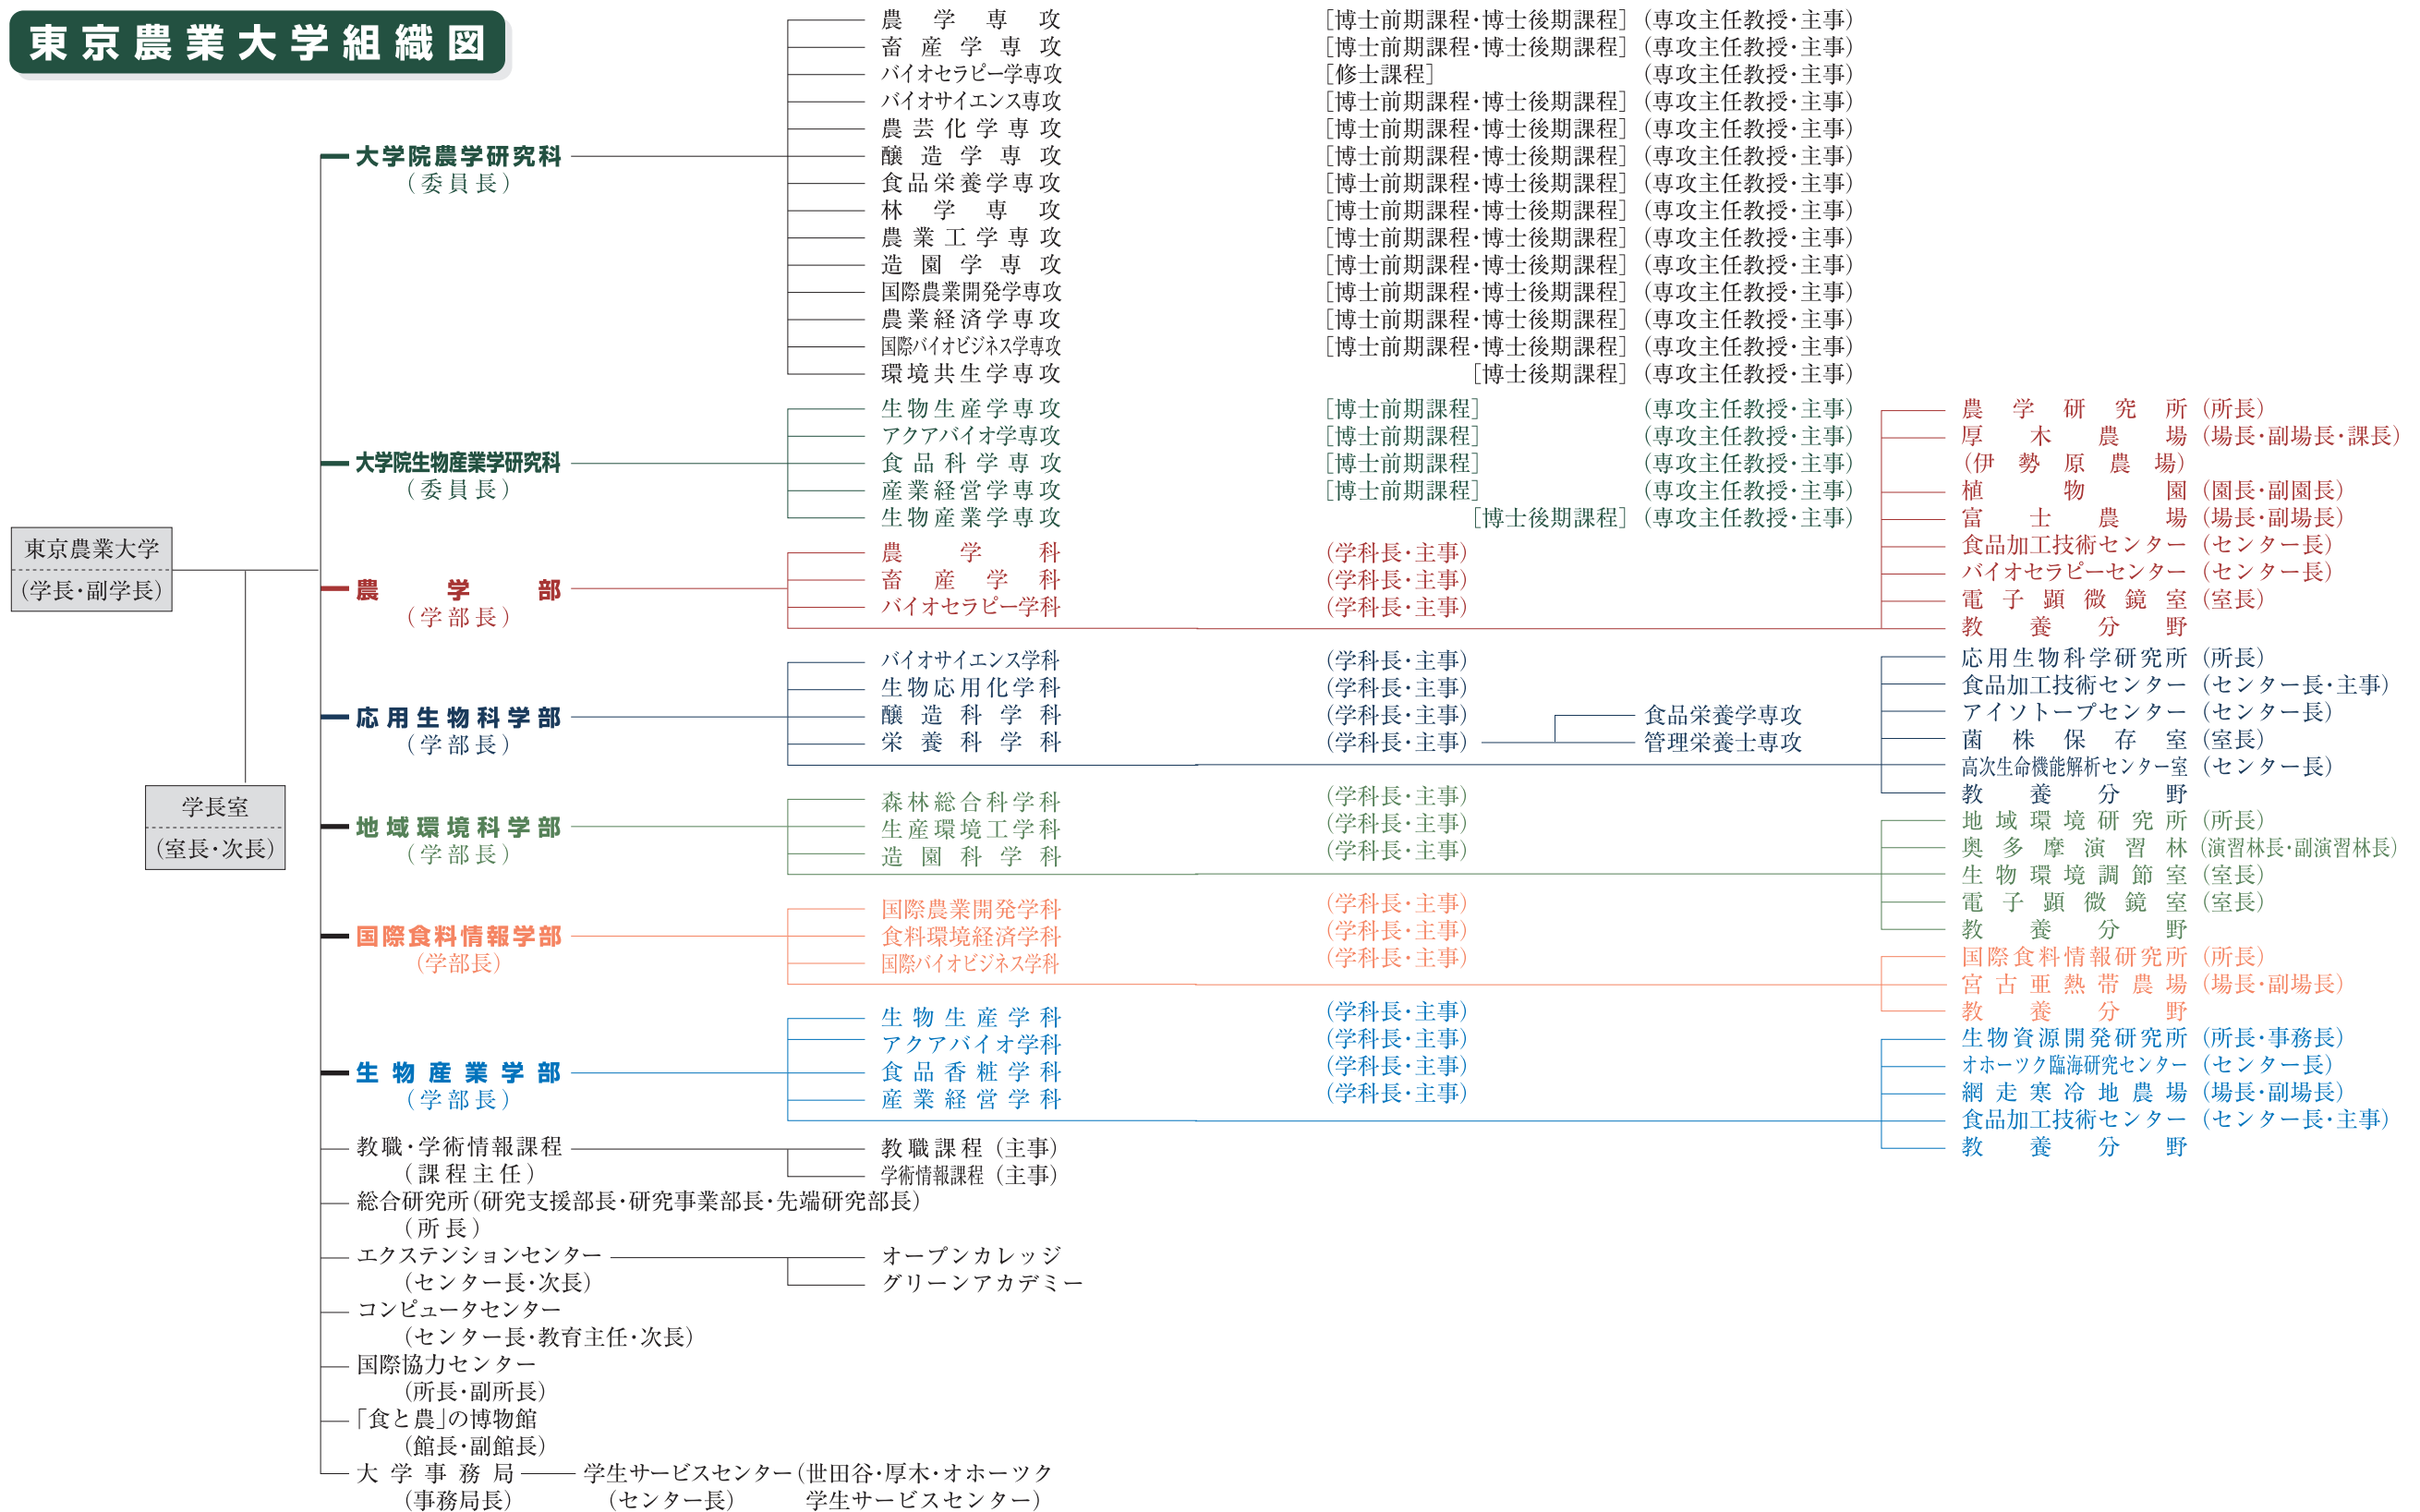 東京農業大学組織図
東京農業大学
(学長・副学長)
学長室
(室長・次長)
大学院農学研究科
(委員長)
農学専攻 [博士前期課程・博士後期課程] (専攻主任教授・主事)
畜産学専攻 [博士前期課程・博士後期課程] (専攻主任教授・主事)
バイオセラピー学専攻 [修士課程] (専攻主任教授・主事)
バイオサイエンス専攻 [博士前期課程・博士後期課程] (専攻主任教授・主事)
農芸化学専攻 [博士前期課程・博士後期課程] (専攻主任教授・主事)
醸造学専攻 [博士前期課程・博士後期課程] (専攻主任教授・主事)
食品栄養学専攻 [博士前期課程・博士後期課程] (専攻主任教授・主事)
林学専攻 [博士前期課程・博士後期課程] (専攻主任教授・主事)
農業工学専攻 [博士前期課程・博士後期課程] (専攻主任教授・主事)
造園学専攻 [博士前期課程・博士後期課程] (専攻主任教授・主事)
国際農業開発学専攻 [博士前期課程・博士後期課程] (専攻主任教授・主事)
農業経済学専攻 [博士前期課程・博士後期課程] (専攻主任教授・主事)
国際バイオビジネス学専攻 [博士前期課程・博士後期課程] (専攻主任教授・主事)
環境共生学専攻 [博士後期課程] (専攻主任教授・主事)
大学院生物産業学研究科
(委員長)
生物生産学専攻 [博士前期課程] (専攻主任教授・主事)
アクアバイオ学専攻 [博士前期課程] (専攻主任教授・主事)
食品科学専攻 [博士前期課程] (専攻主任教授・主事)
産業経営学専攻 [博士前期課程] (専攻主任教授・主事)
生物産業学専攻 [博士後期課程] (専攻主任教授・主事)
農学部
(学部長)
農学科 (学科長・主事)
畜産学科 (学科長・主事)
バイオセラピー学科 (学科長・主事)
農学研究所 (所長)
厚木農場 (場長・副場長・課長)
(伊勢原農場)
植物園 (園長・副園長)
富士農場 (場長・副場長)
食品加工技術センター (センター長)
バイオセラピーセンター (センター長)
電子顕微鏡室 (室長)
教養分野
応用生物科学部
(学部長)
バイオサイエンス学科 (学科長・主事)
生物応用化学科 (学科長・主事)
醸造科学科 (学科長・主事)
栄養科学科 (学科長・主事)
食品栄養学専攻
管理栄養士専攻
応用生物科学研究所 (所長)
食品加工技術センター (センター長・主事)
アイソトープセンター (センター長)
菌株保存室 (室長)
高次生命機能解析センター室 (センター長)
教養分野
地域環境科学部
(学部長)
森林総合科学科 (学科長・主事)
生産環境工学科 (学科長・主事)
造園科学科 (学科長・主事)
地域環境研究所 (所長)
奥多摩演習林 (演習林長・副演習林長)
生物環境調節室 (室長)
電子顕微鏡室 (室長)
教養分野
国際食料情報学部
(学部長)
国際農業開発学科 (学科長・主事)
食料環境経済学科 (学科長・主事)
国際バイオビジネス学科 (学科長・主事)
国際食料情報研究所 (所長)
宮古亜熱帯農場 (場長・副場長)
教養分野
生物産業学部
(学部長)
生物生産学科 (学科長・主事)
アクアバイオ学科 (学科長・主事)
食品香粧学科 (学科長・主事)
産業経営学科 (学科長・主事)
生物資源開発研究所 (所長・事務長)
オホーツク臨海研究センター (センター長)
網走寒冷地農場 (場長・副場長)
食品加工技術センター (センター長・主事)
教養分野
教職・学術情報課程
(課程主任)
教職課程 (主事)
学術情報課程 (主事)
総合研究所(研究支援部長・研究事業部長・先端研究部長)
(所長)
エクステンションセンター
(センター長・次長)
オープンカレッジ
グリーンアカデミー
コンピュータセンター
(センター長・教育主任・次長)
国際協力センター
(所長・副所長)
「食と農」の博物館
(館長・副館長)
大学事務局 学生サービスセンター(世田谷・厚木・オホーツク
(事務局長) (センター長) 学生サービスセンター)